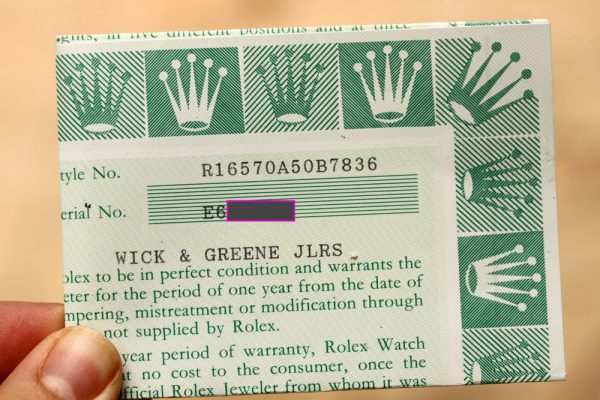 ghts, in five different positions and at three
tyle No. R16570A50B7836
erial No. E6
WICK & GREENE JLRS
olex to be in perfect condition and warrants the
eter for the period of one year from the date of
mpering, mistreatment or modification through
not supplied by Rolex.
year period of warranty, Rolex Watch
at no cost to the consumer, once the
official Rolex Jeweler from whom it was